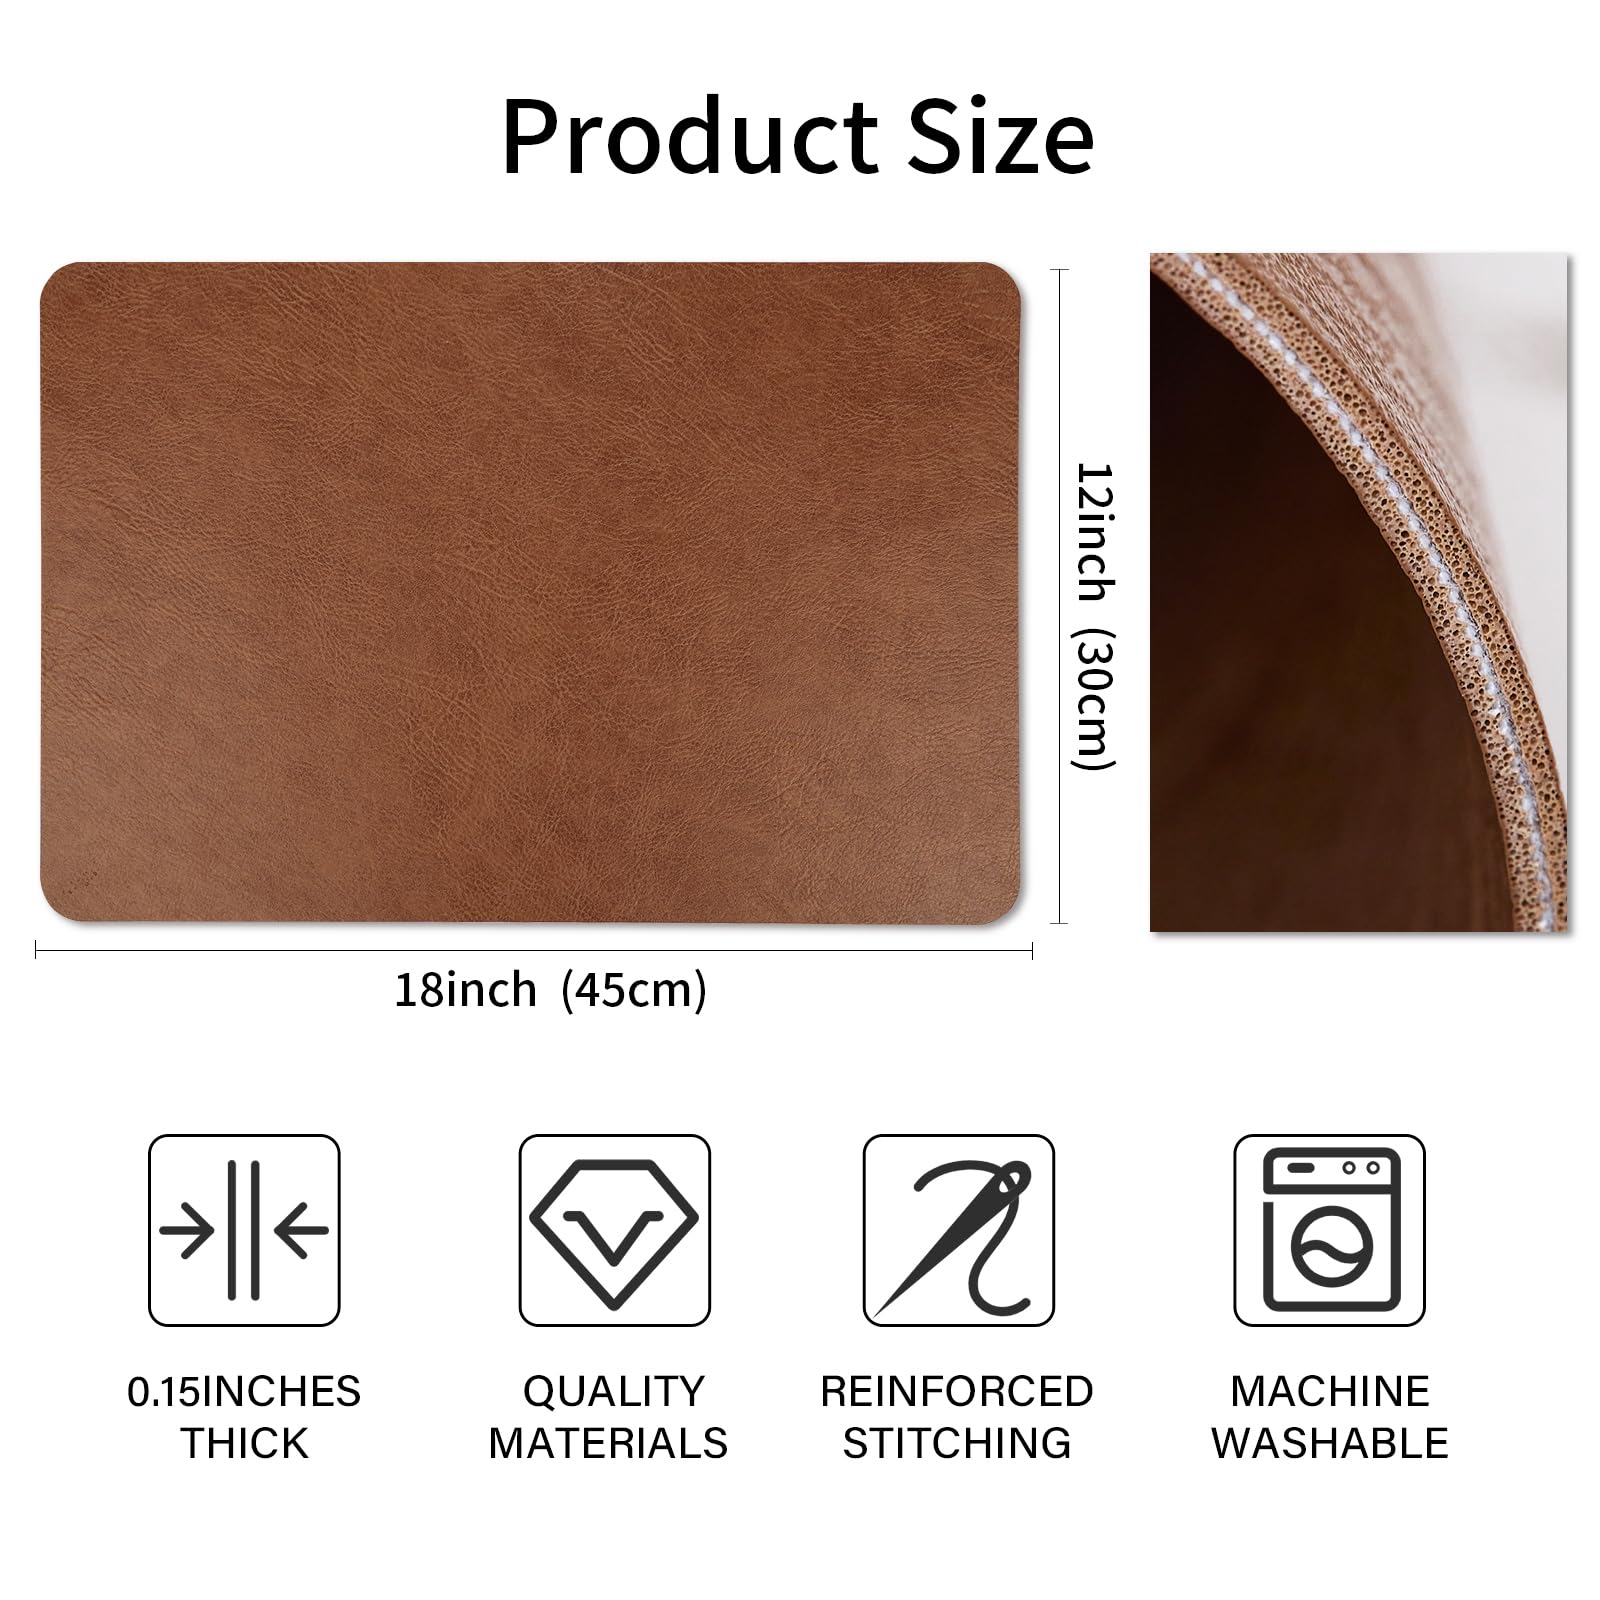 Product Size
12inch (30cm)
18inch (45cm)
0.15INCHES
THICK
QUALITY
MATERIALS
REINFORCED
STITCHING
MACHINE
WASHABLE